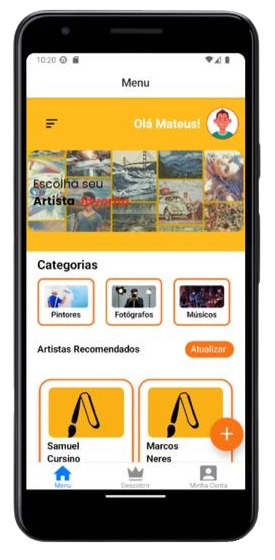 10:20
Menu
Olá Mateus!
Escolha seu
Artista Favorito
Categorias
Pintores
Fotógrafos
Músicos
Artistas Recomendados
Atualizar
Samuel
Cursino
Marcos
Neres
+
Menu
Descobrir
Minha Conta